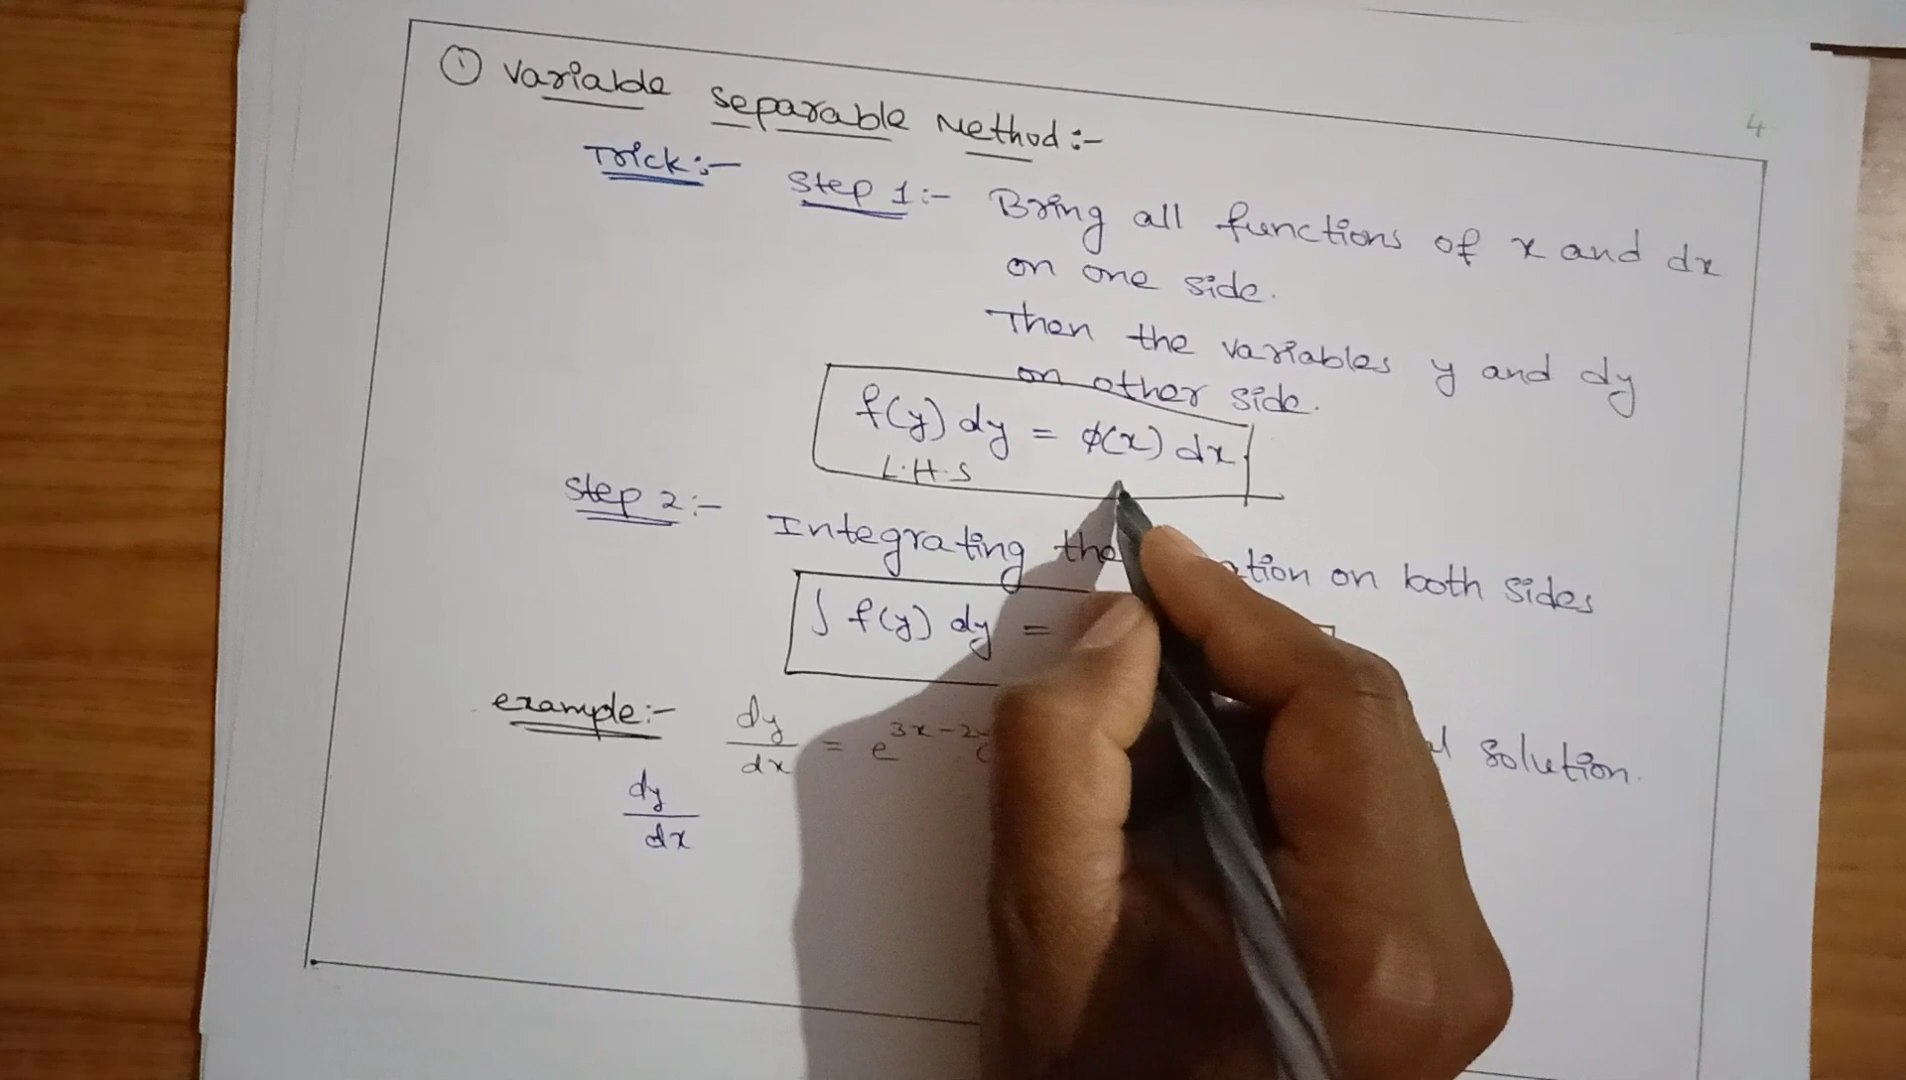 4
① Variable Separable Method:-
Trick:- Step 1:- Bring all functions of x and dx
on one side.
Then the variables y and dy
on other side.
f(y) dy = ϕ(x) dx
L.H.S
Step 2:- Integrating the on both sides
∫ f(y) dy =
solution.
example:- dy/dx = e^3x-2y
dy/dx